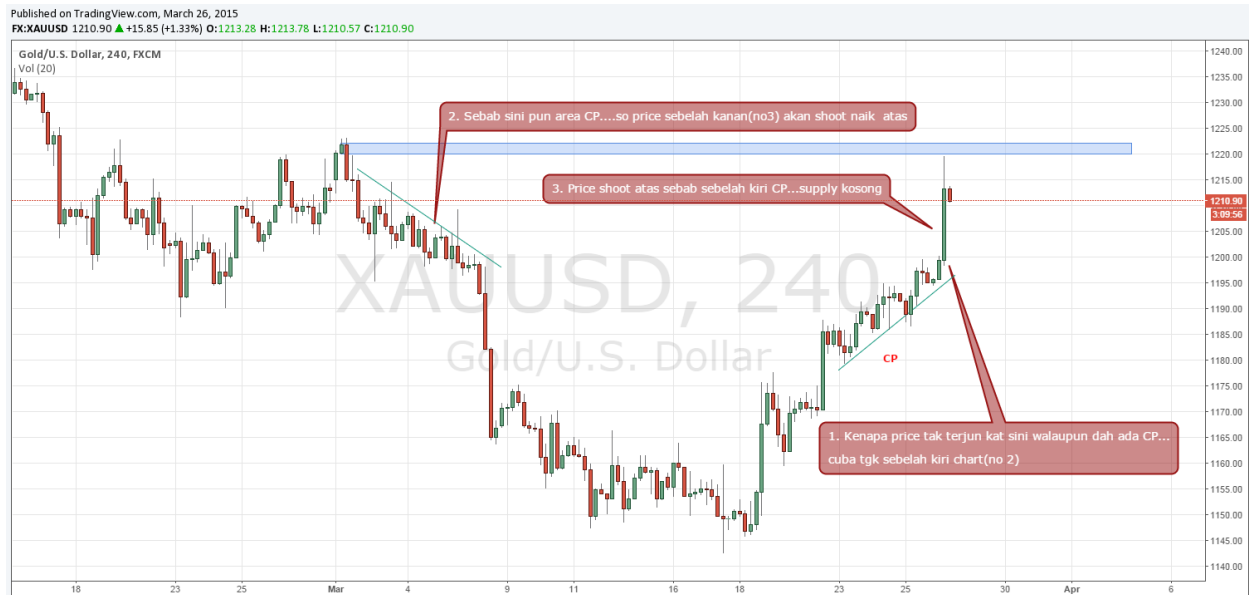 Published on TradingView.com, March 26, 2015
FX:XAUUSD 1210.90 ▲ +15.85 (+1.33%) O:1213.28 H:1213.78 L:1210.57 C:1210.90
Gold/U.S. Dollar, 240, FXCM
Vol (20)
2. Sebab sini pun area CP....so price sebelah kanan(no3) akan shoot naik atas
3. Price shoot atas sebab sebelah kiri CP...supply kosong
XAUUSD, 240
Gold/U.S. Dollar
CP
1. Kenapa price tak terjun kat sini walaupun dah ada CP...
cuba tgk sebelah kiri chart(no 2)
1240.00
1235.00
1230.00
1225.00
1220.00
1215.00
1210.90
3:09:56
1205.00
1200.00
1195.00
1190.00
1185.00
1180.00
1175.00
1170.00
1165.00
1160.00
1155.00
1150.00
1145.00
1140.00
18 23 25 Mar 4 9 11 16 18 23 25 30 Apr 6